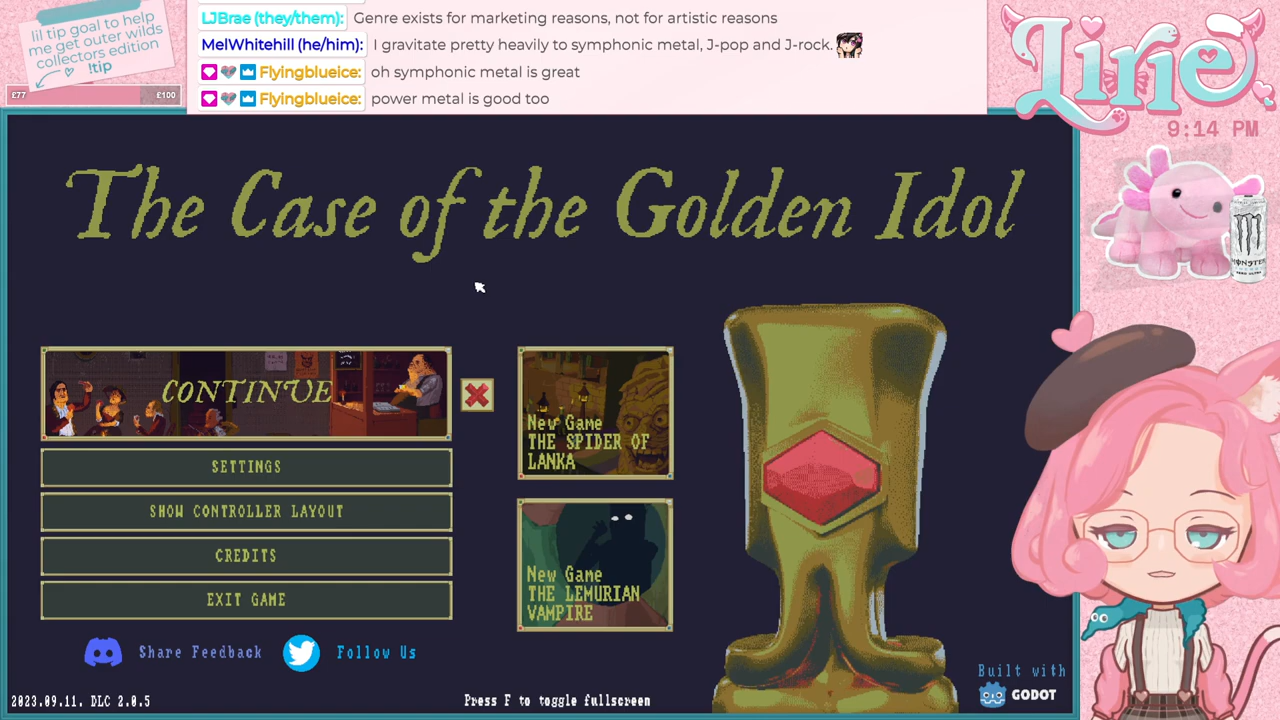 lil tip goal to help
me get outer wilds
collectors edition
!tip
£77
£100
LJBrae (they/them): Genre exists for marketing reasons, not for artistic reasons
MelWhitehill (he/him): I gravitate pretty heavily to symphonic metal, J-pop and J-rock.
Flyingblueice: oh symphonic metal is great
Flyingblueice: power metal is good too
Lirie
9:14 PM
MONSTER
The Case of the Golden Idol
CONTINUE
SETTINGS
SHOW CONTROLLER LAYOUT
CREDITS
EXIT GAME
New Game
THE SPIDER OF
LANKA
New Game
THE LEMURIAN
VAMPIRE
Share Feedback
Follow Us
2023.09.11. DLC 2.0.5
Press F to toggle fullscreen
Built with
GODOT